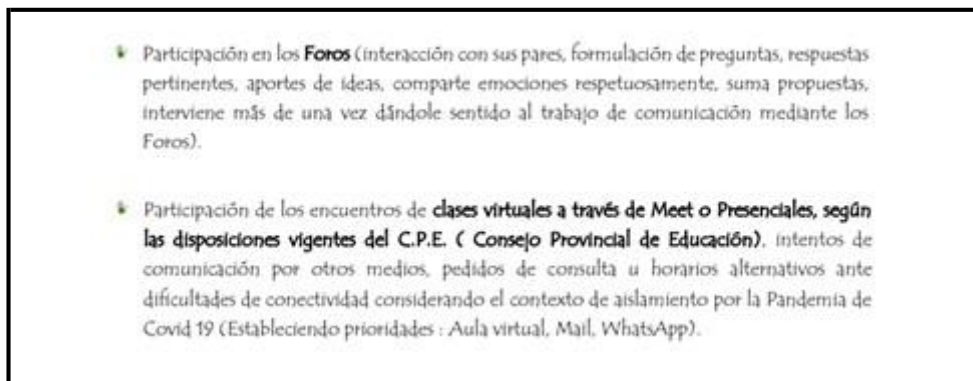 Participación en los Foros (interacción con sus pares, formulación de preguntas, respuestas
pertinentes, aportes de ideas, comparte emociones respetuosamente, suma propuestas,
interviene más de una vez dándole sentido al trabajo de comunicación mediante los
Foros).
Participación de los encuentros de clases virtuales a través de Meet o Presenciales, según
las disposiciones vigentes del C.P.E. ( Consejo Provincial de Educación), intentos de
comunicación por otros medios, pedidos de consulta u horarios alternativos ante
dificultades de conectividad considerando el contexto de aislamiento por la Pandemia de
Covid 19 (Estableciendo prioridades : Aula virtual, Mail, WhatsApp).